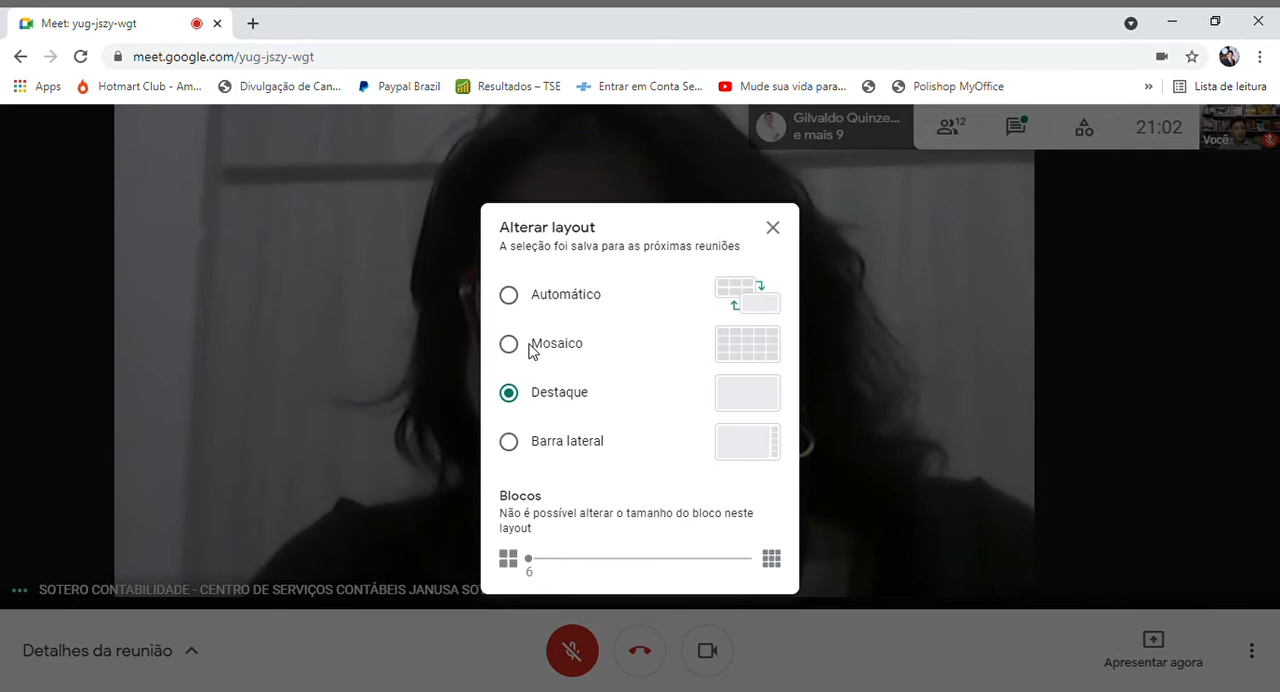 Meet: yug-jszy-wgt
meet.google.com/yug-jszy-wgt
Apps
Hotmart Club - Am...
Divulgação de Can...
Paypal Brazil
Resultados – TSE
Entrar em Conta Se...
Mude sua vida para...
Polishop MyOffice
»
Lista de leitura
Gilvaldo Quinze...
e mais 9
12
21:02
Você
Alterar layout
A seleção foi salva para as próximas reuniões
Automático
Mosaico
Destaque
Barra lateral
Blocos
Não é possível alterar o tamanho do bloco neste
layout
6
SOTERO CONTABILIDADE - CENTRO DE SERVIÇOS CONTÁBEIS JANUSA SOT
Detalhes da reunião
Apresentar agora